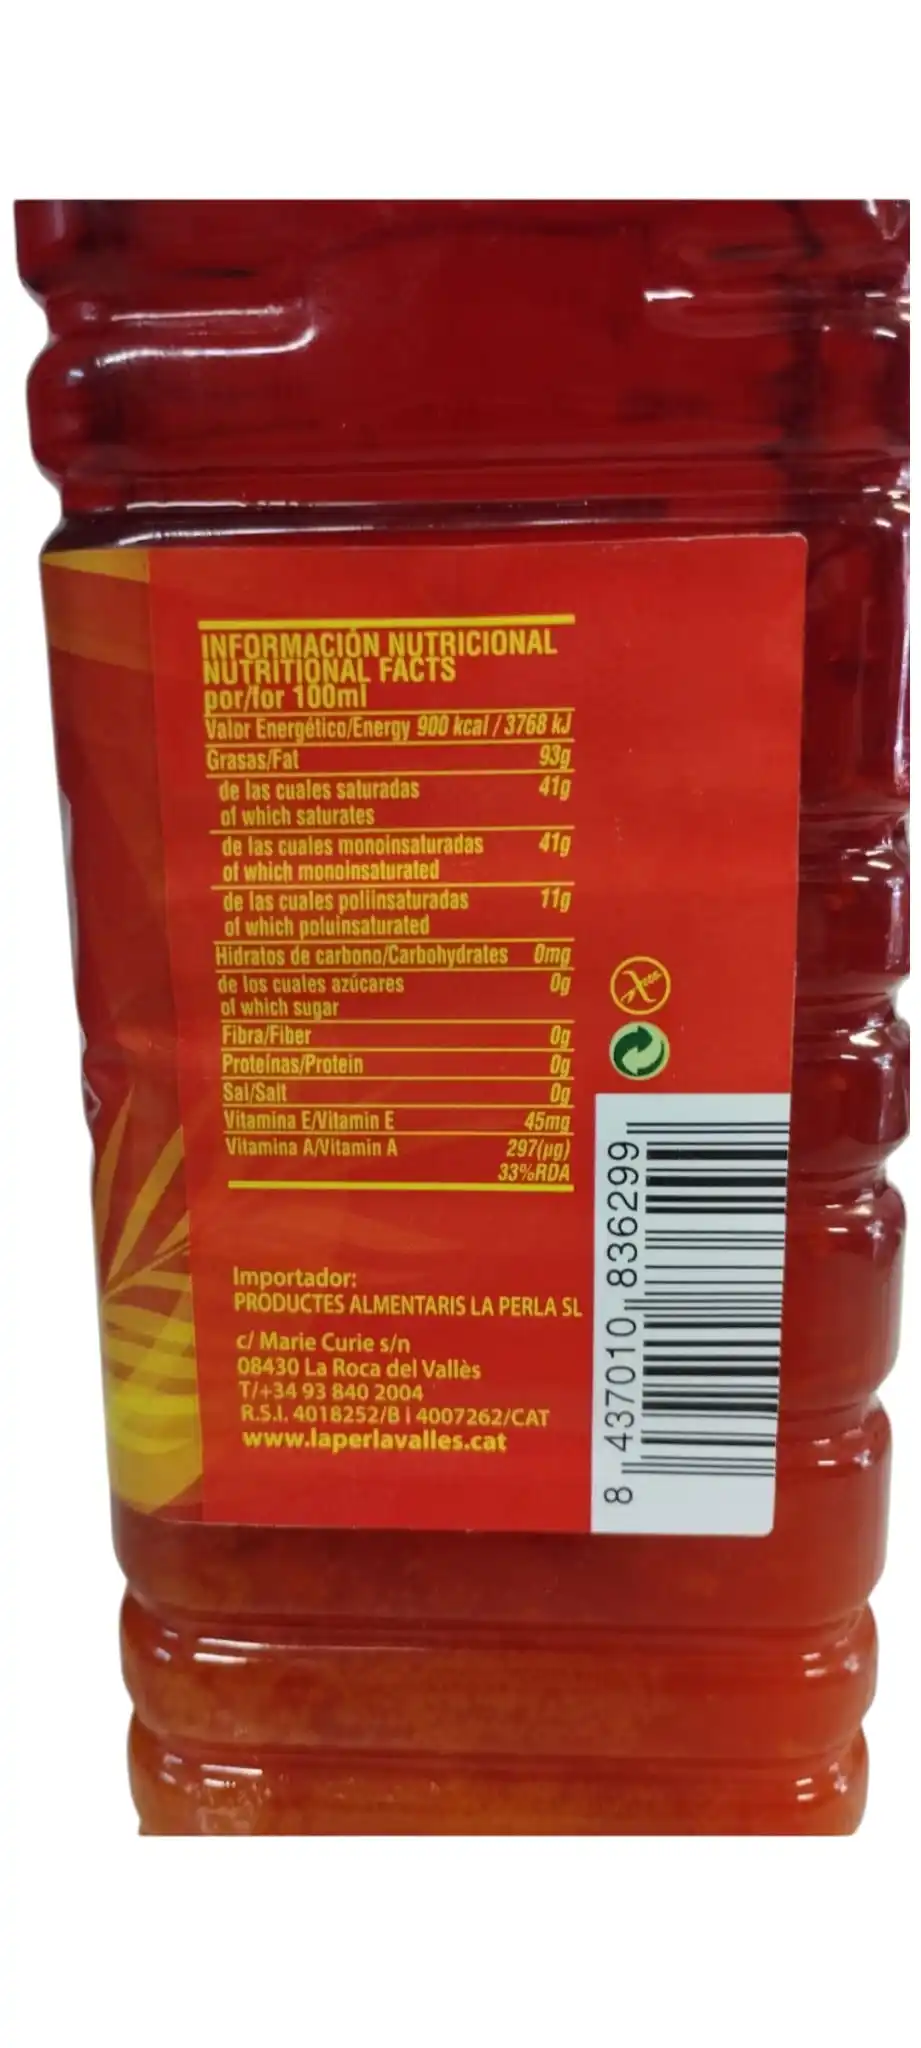 INFORMACIÓN NUTRICIONAL
NUTRITIONAL FACTS
por/for 100ml
Valor Energético/Energy 900 kcal / 3768 kJ
Grasas/Fat 93g
de las cuales saturadas 41g
of which saturates
de las cuales monoinsaturadas 41g
of which monoinsaturated
de las cuales poliinsaturadas 11g
of which poluinsaturated
Hidratos de carbono/Carbohydrates 0mg
de los cuales azúcares 0g
of which sugar
Fibra/Fiber 0g
Proteínas/Protein 0g
Sal/Salt 0g
Vitamina E/Vitamin E 45mg
Vitamina A/Vitamin A 297(µg)
33%RDA
Importador:
PRODUCTES ALMENTARIS LA PERLA SL
c/ Marie Curie s/n
08430 La Roca del Vallès
T/+34 93 840 2004
R.S.I. 4018252/B I 4007262/CAT
www.laperlavalles.cat
8 437010 836299